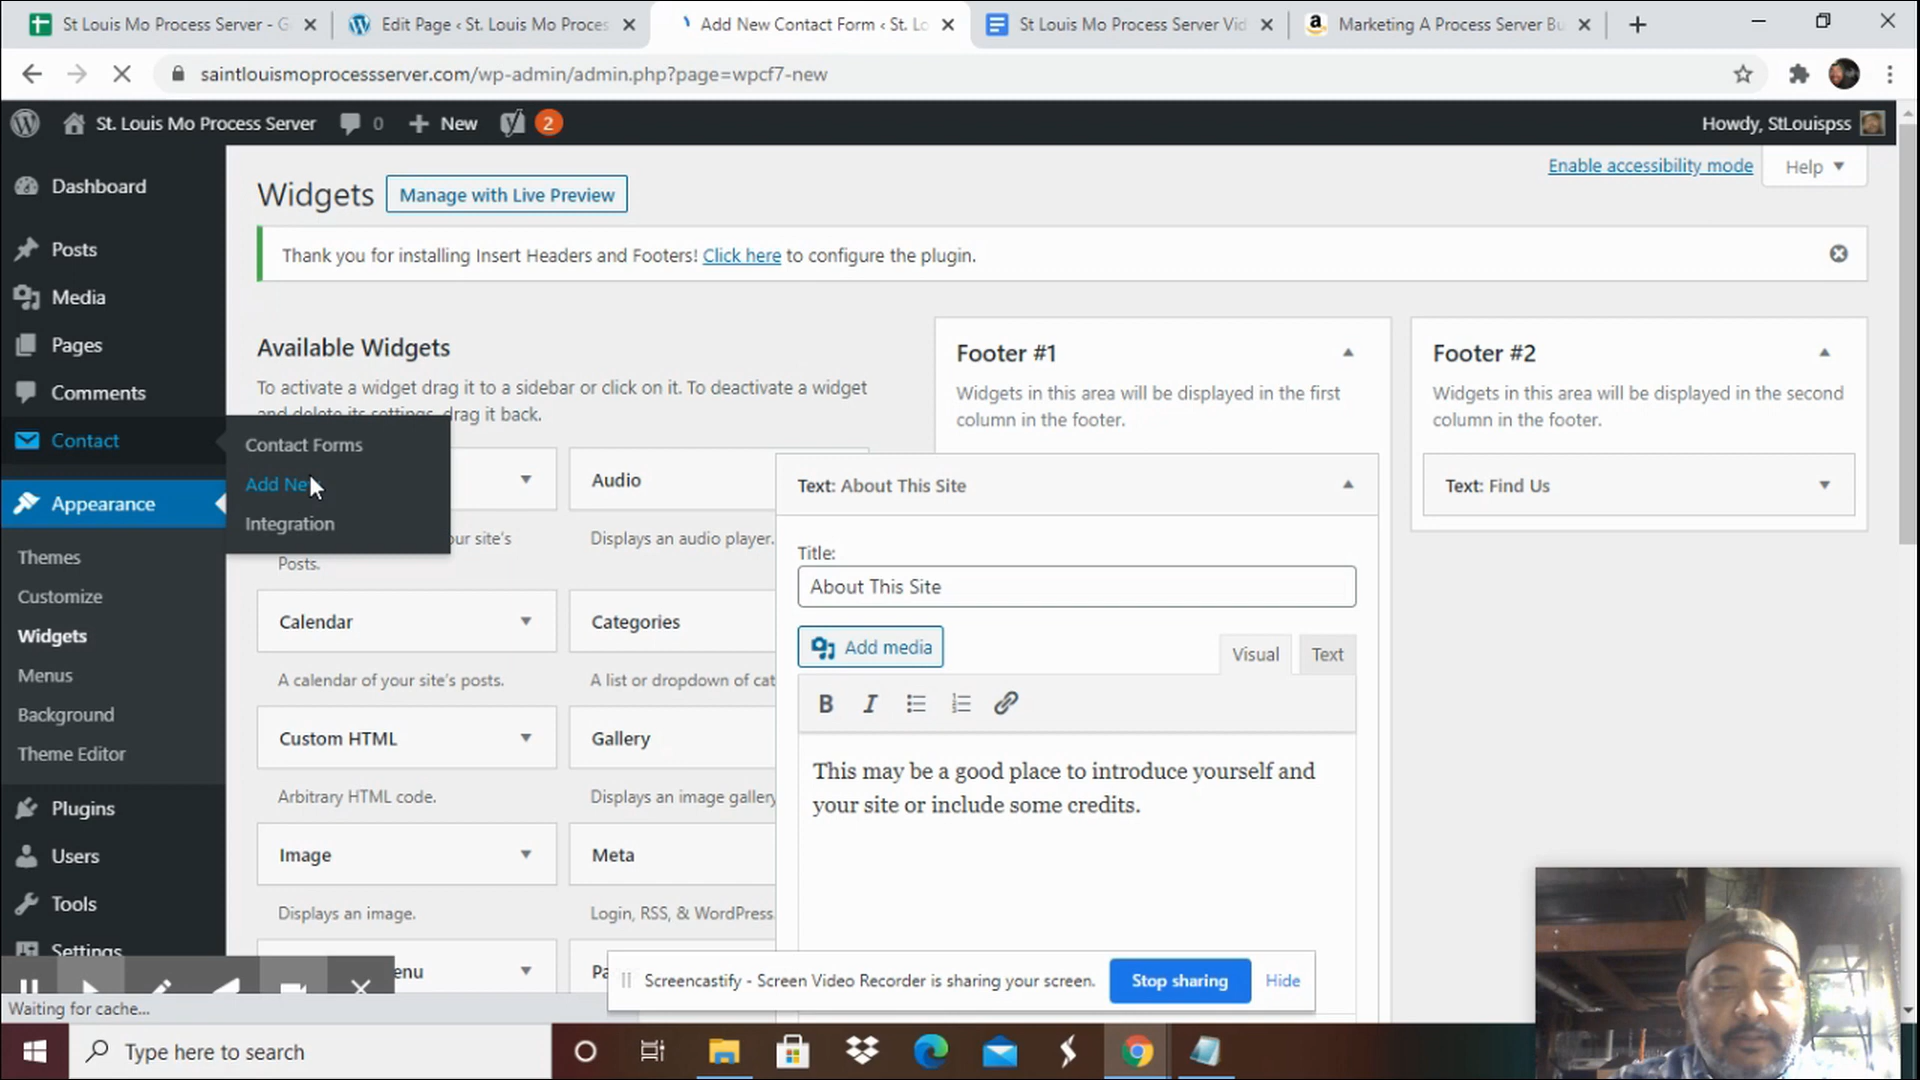 St Louis Mo Process Server - G
Edit Page ‹ St. Louis Mo Proces
Add New Contact Form ‹ St. Lo
St Louis Mo Process Server Vid
Marketing A Process Server Bu
saintlouismoprocessserver.com/wp-admin/admin.php?page=wpcf7-new
St. Louis Mo Process Server
0
New
2
Howdy, StLouispss
Dashboard
Posts
Media
Pages
Comments
Contact
Contact Forms
Add New
Integration
Appearance
Themes
Customize
Widgets
Menus
Background
Theme Editor
Plugins
Users
Tools
Settings
Widgets
Manage with Live Preview
Enable accessibility mode
Help
Thank you for installing Insert Headers and Footers! Click here to configure the plugin.
Available Widgets
To activate a widget drag it to a sidebar or click on it. To deactivate a widget
and delete its settings, drag it back.
our site's
Posts.
Audio
Displays an audio player.
Calendar
A calendar of your site's posts.
Categories
A list or dropdown of cat
Custom HTML
Arbitrary HTML code.
Gallery
Displays an image gallery
Image
Displays an image.
Meta
Login, RSS, & WordPress
enu
Pa
Footer #1
Widgets in this area will be displayed in the first
column in the footer.
Text: About This Site
Title:
About This Site
Add media
Visual
Text
B
I
This may be a good place to introduce yourself and
your site or include some credits.
Footer #2
Widgets in this area will be displayed in the second
column in the footer.
Text: Find Us
Screencastify - Screen Video Recorder is sharing your screen.
Stop sharing
Hide
Waiting for cache...
Type here to search